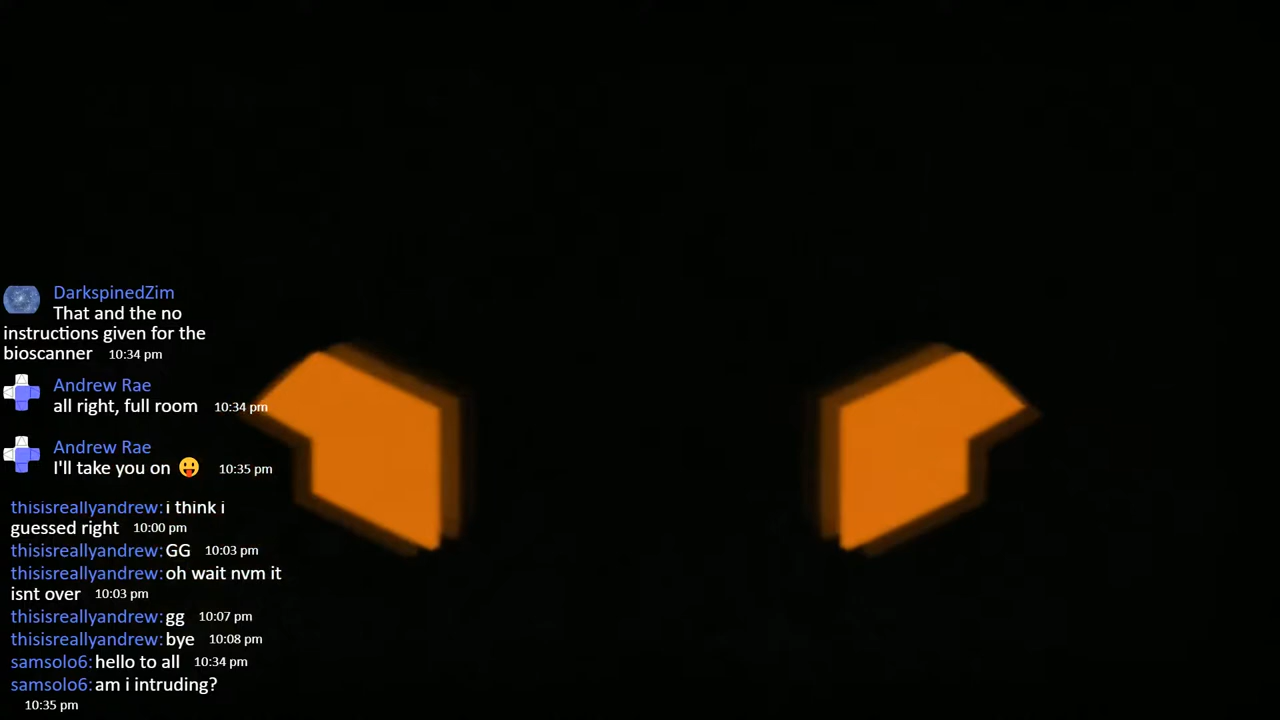 DarkspinedZim
That and the no
instructions given for the
bioscanner 10:34 pm
Andrew Rae
all right, full room 10:34 pm
Andrew Rae
I'll take you on 😛 10:35 pm
thisisreallyandrew: i think i
guessed right 10:00 pm
thisisreallyandrew: GG 10:03 pm
thisisreallyandrew: oh wait nvm it
isnt over 10:03 pm
thisisreallyandrew: gg 10:07 pm
thisisreallyandrew: bye 10:08 pm
samsolo6: hello to all 10:34 pm
samsolo6: am i intruding?
10:35 pm